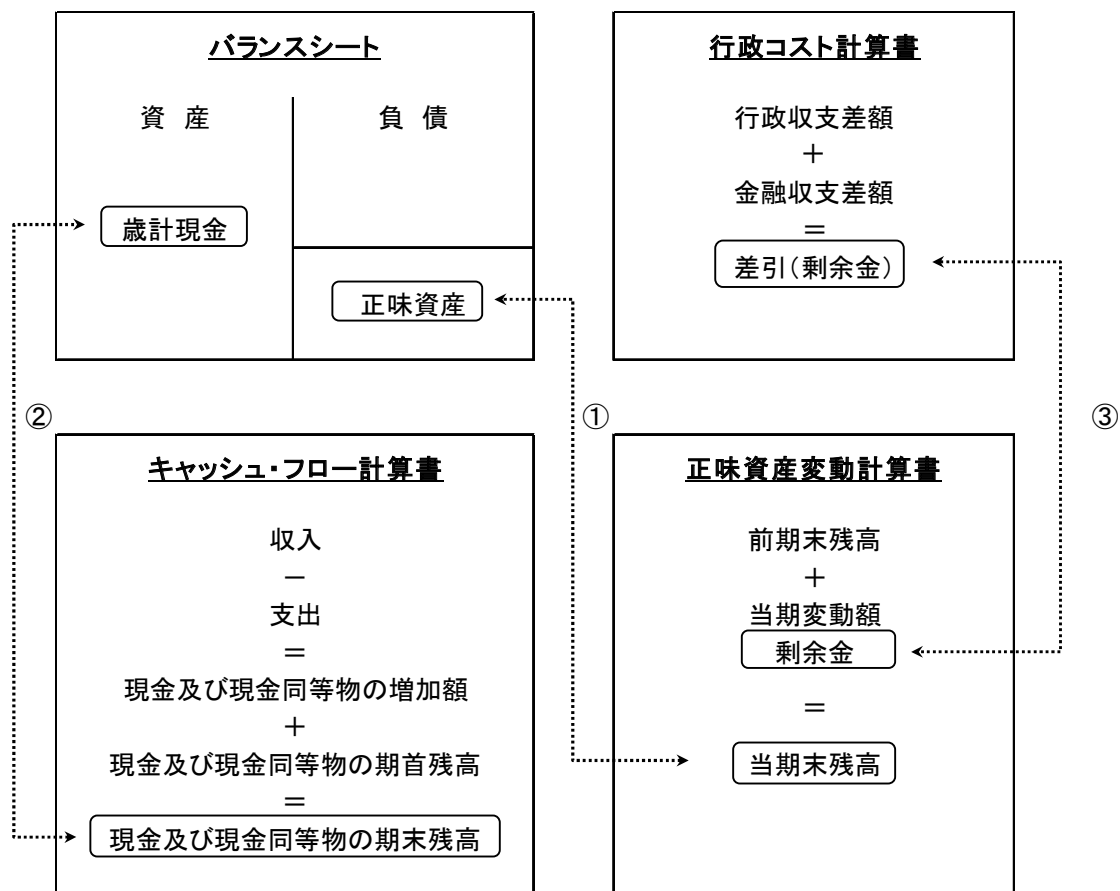 バランスシート
資 産
負 債
歳計現金
正味資産
行政コスト計算書
行政収支差額
＋
金融収支差額
＝
差引(剰余金)
②
①
③
キャッシュ・フロー計算書
収入
－
支出
＝
現金及び現金同等物の増加額
＋
現金及び現金同等物の期首残高
＝
現金及び現金同等物の期末残高
正味資産変動計算書
前期末残高
＋
当期変動額
剰余金
＝
当期末残高